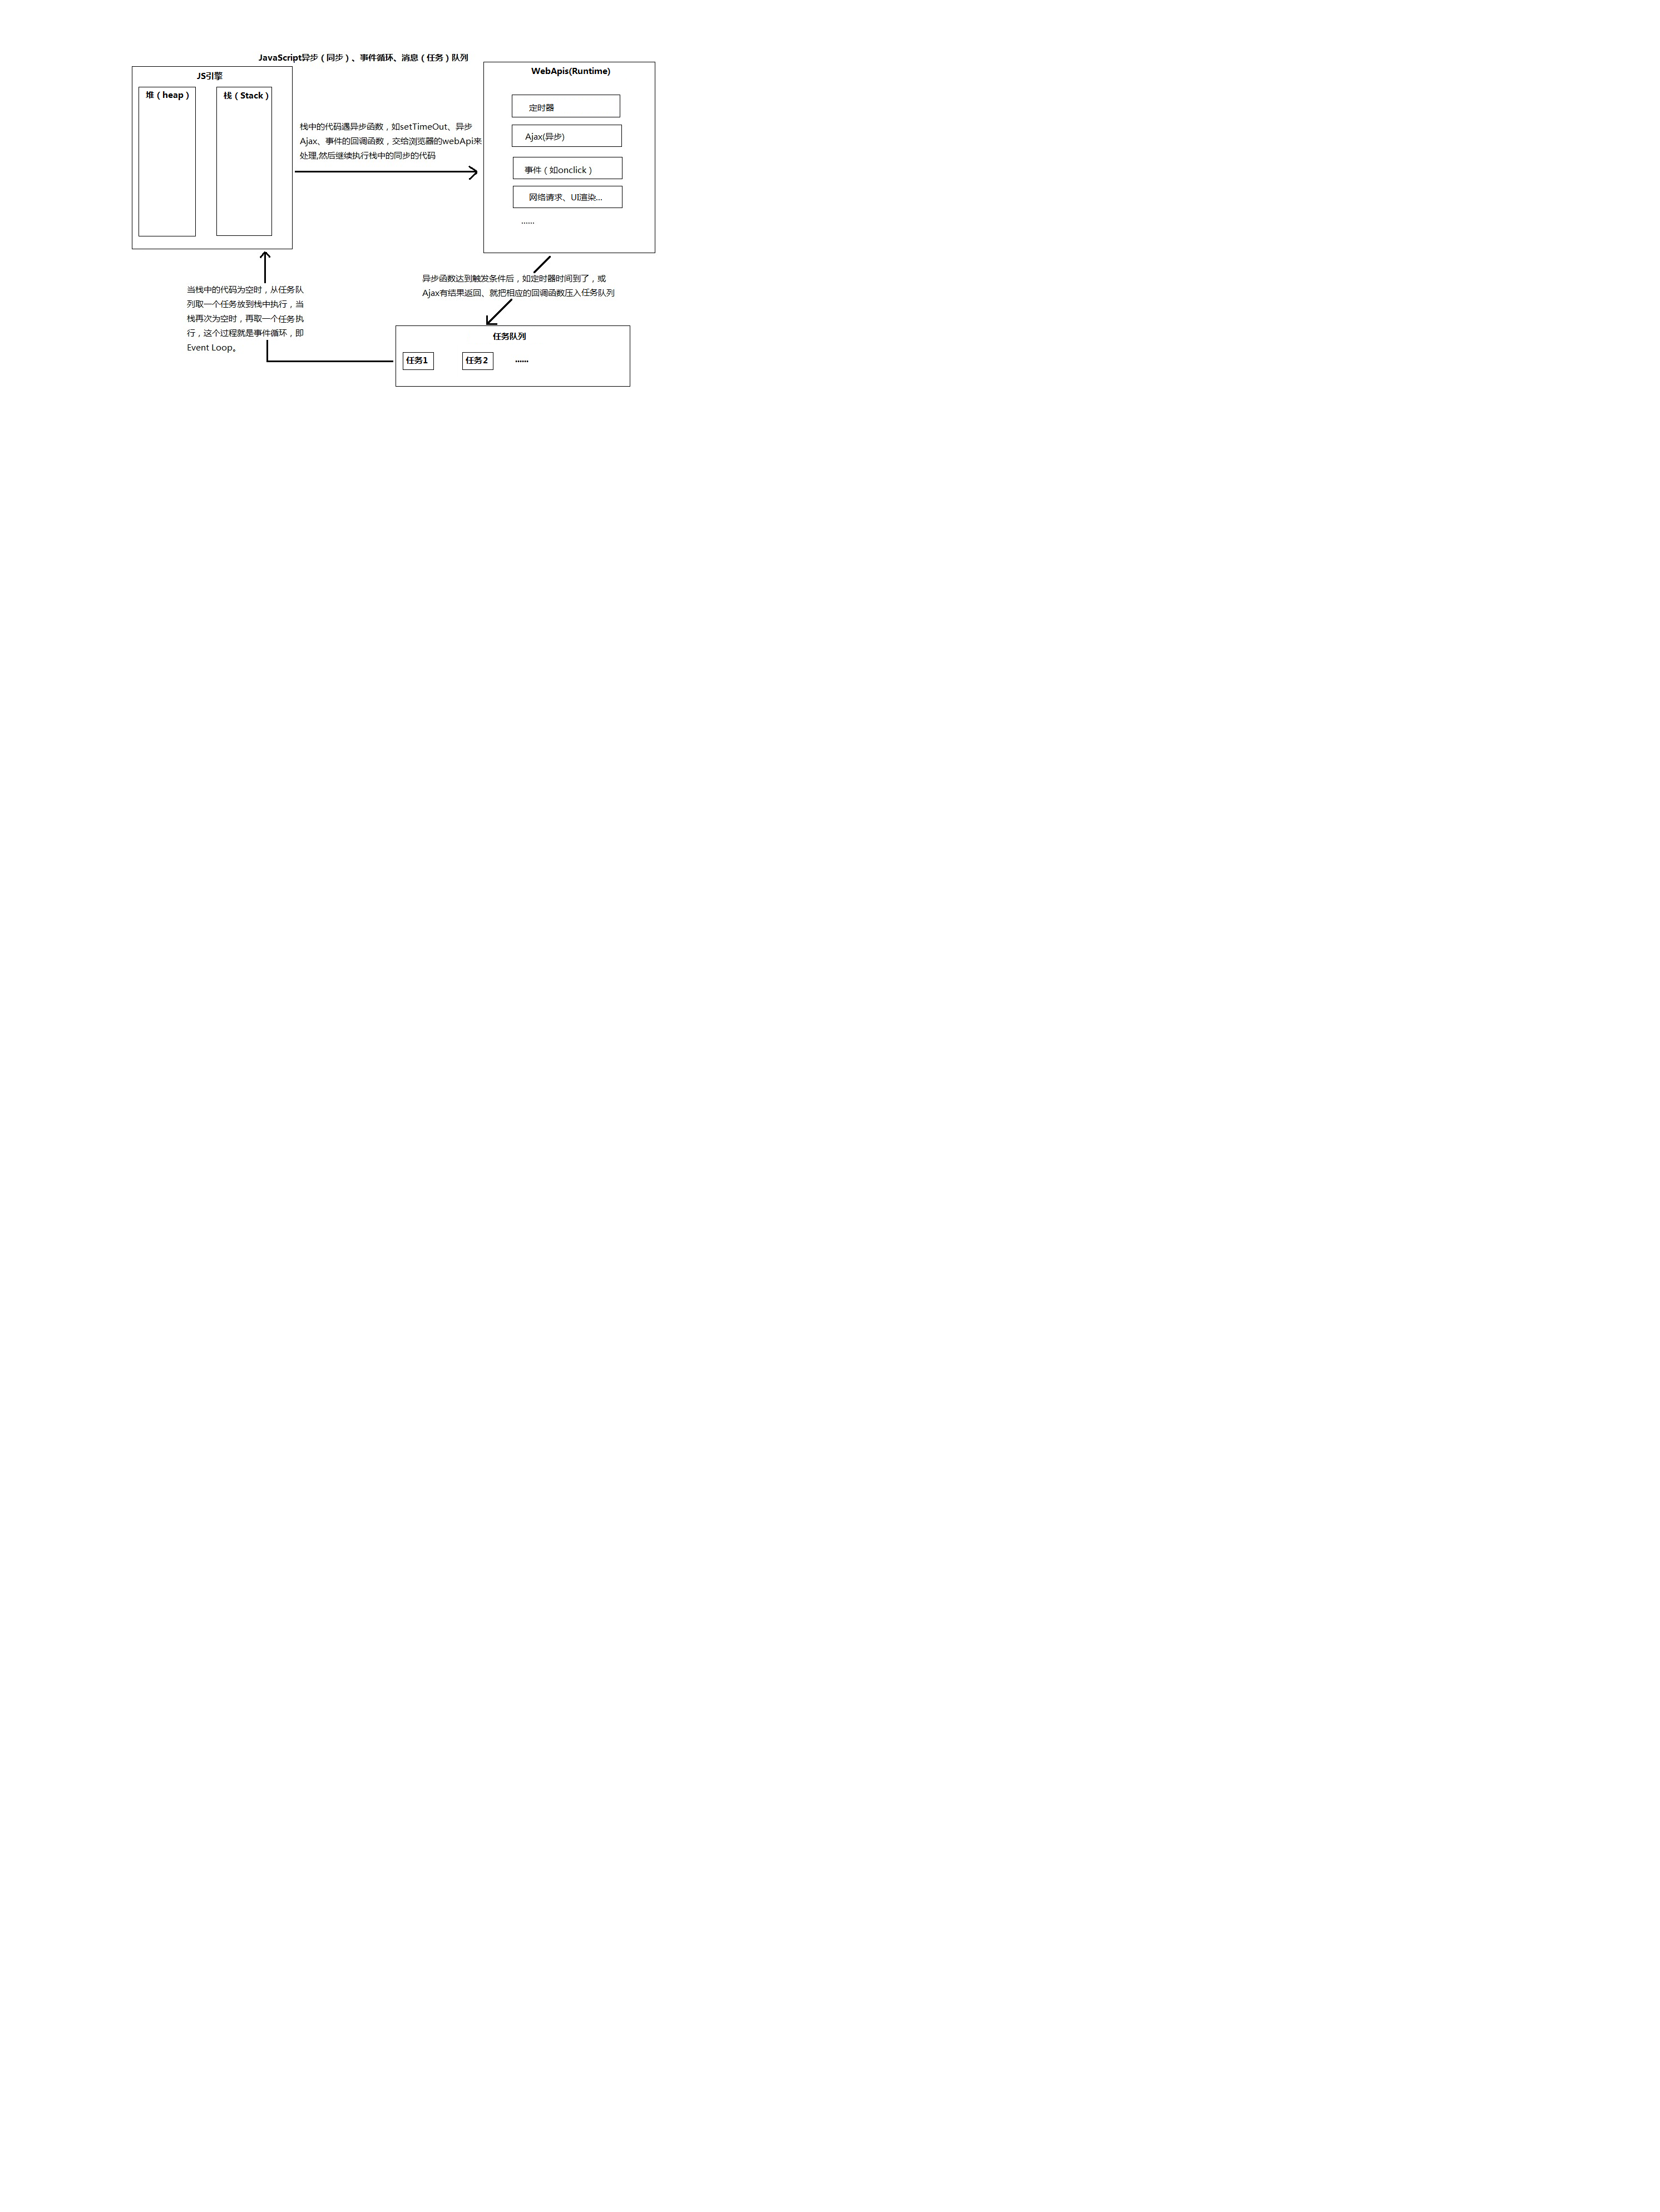 JavaScript异步（同步）、事件循环、消息（任务）队列
JS引擎
堆（heap）
栈（Stack）
栈中的代码遇异步函数，如setTimeOut、异步
Ajax、事件的回调函数，交给浏览器的webApi来
处理,然后继续执行栈中的同步的代码
WebApis(Runtime)
定时器
Ajax(异步)
事件（如onclick）
网络请求、UI渲染...
......
异步函数达到触发条件后，如定时器时间到了，或
Ajax有结果返回、就把相应的回调函数压入任务队列
任务队列
任务1
任务2
......
当栈中的代码为空时，从任务队
列取一个任务放到栈中执行，当
栈再次为空时，再取一个任务执
行，这个过程就是事件循环，即
Event Loop。